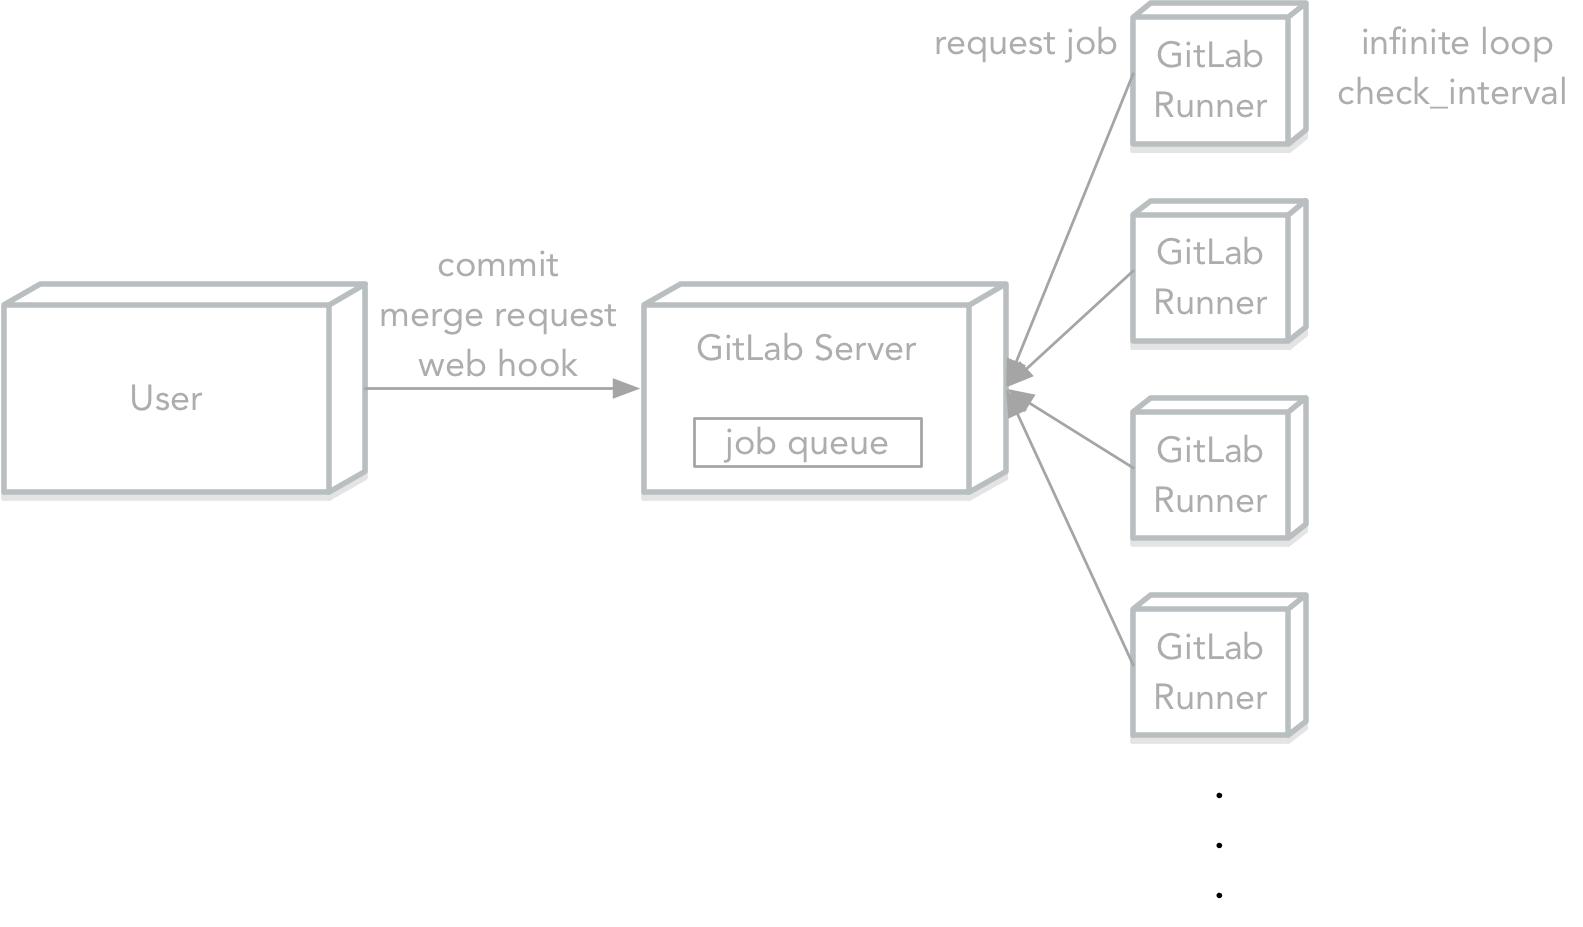 request job
GitLab
Runner
infinite loop
check_interval
GitLab
Runner
commit
merge request
web hook
User
GitLab Server
job queue
GitLab
Runner
GitLab
Runner
.
.
.